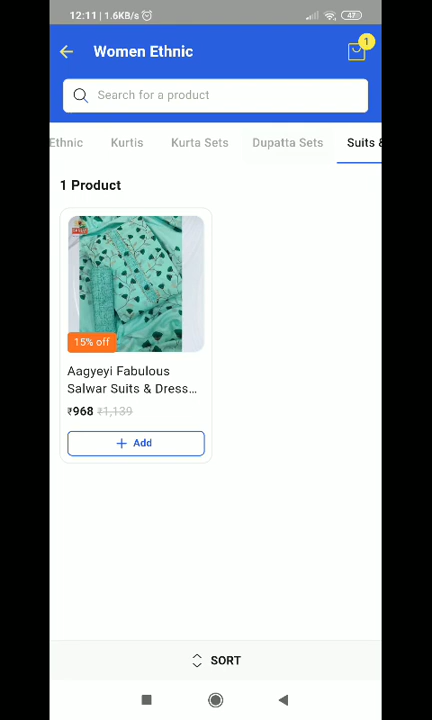 12:11 | 1.6KB/s
47
Women Ethnic
1
Search for a product
Ethnic
Kurtis
Kurta Sets
Dupatta Sets
Suits &
1 Product
15% off
Aagyeyi Fabulous
Salwar Suits & Dress...
₹968 ₹1,139
+ Add
SORT